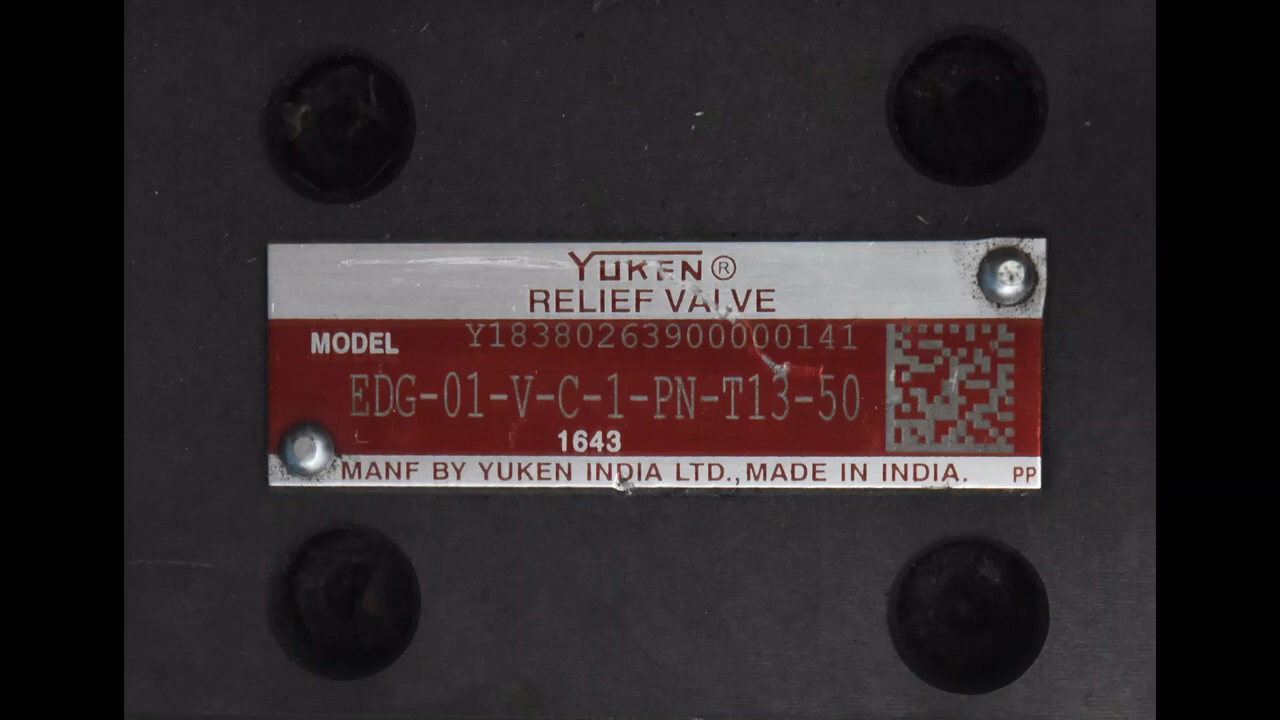 YUKEN®
RELIEF VALVE
Y18380263900000141
MODEL
EDG-01-V-C-1-PN-T13-50
1643
MANF BY YUKEN INDIA LTD.,MADE IN INDIA. PP